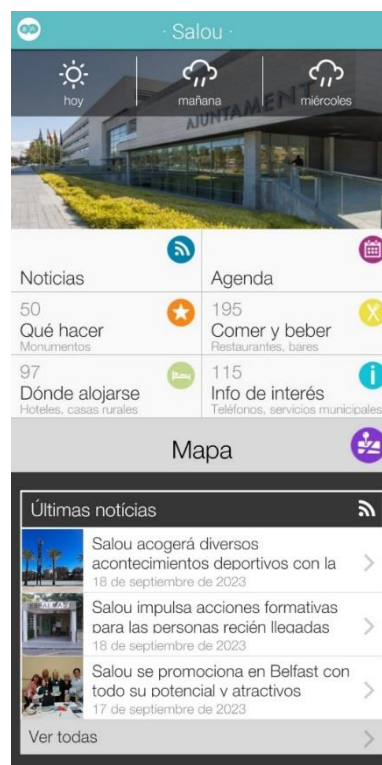 · Salou ·
hoy
mañana
miércoles
AJUNTAMENT
Noticias
Agenda
50
Qué hacer
Monumentos
195
Comer y beber
Restaurantes, bares
97
Dónde alojarse
Hoteles, casas rurales
115
Info de interés
Teléfonos, servicios municipales
Mapa
Últimas notícias
Salou acogerá diversos
acontecimientos deportivos con la
18 de septiembre de 2023
Salou impulsa acciones formativas
para las personas recién llegadas
18 de septiembre de 2023
Salou se promociona en Belfast con
todo su potencial y atractivos
17 de septiembre de 2023
Ver todas